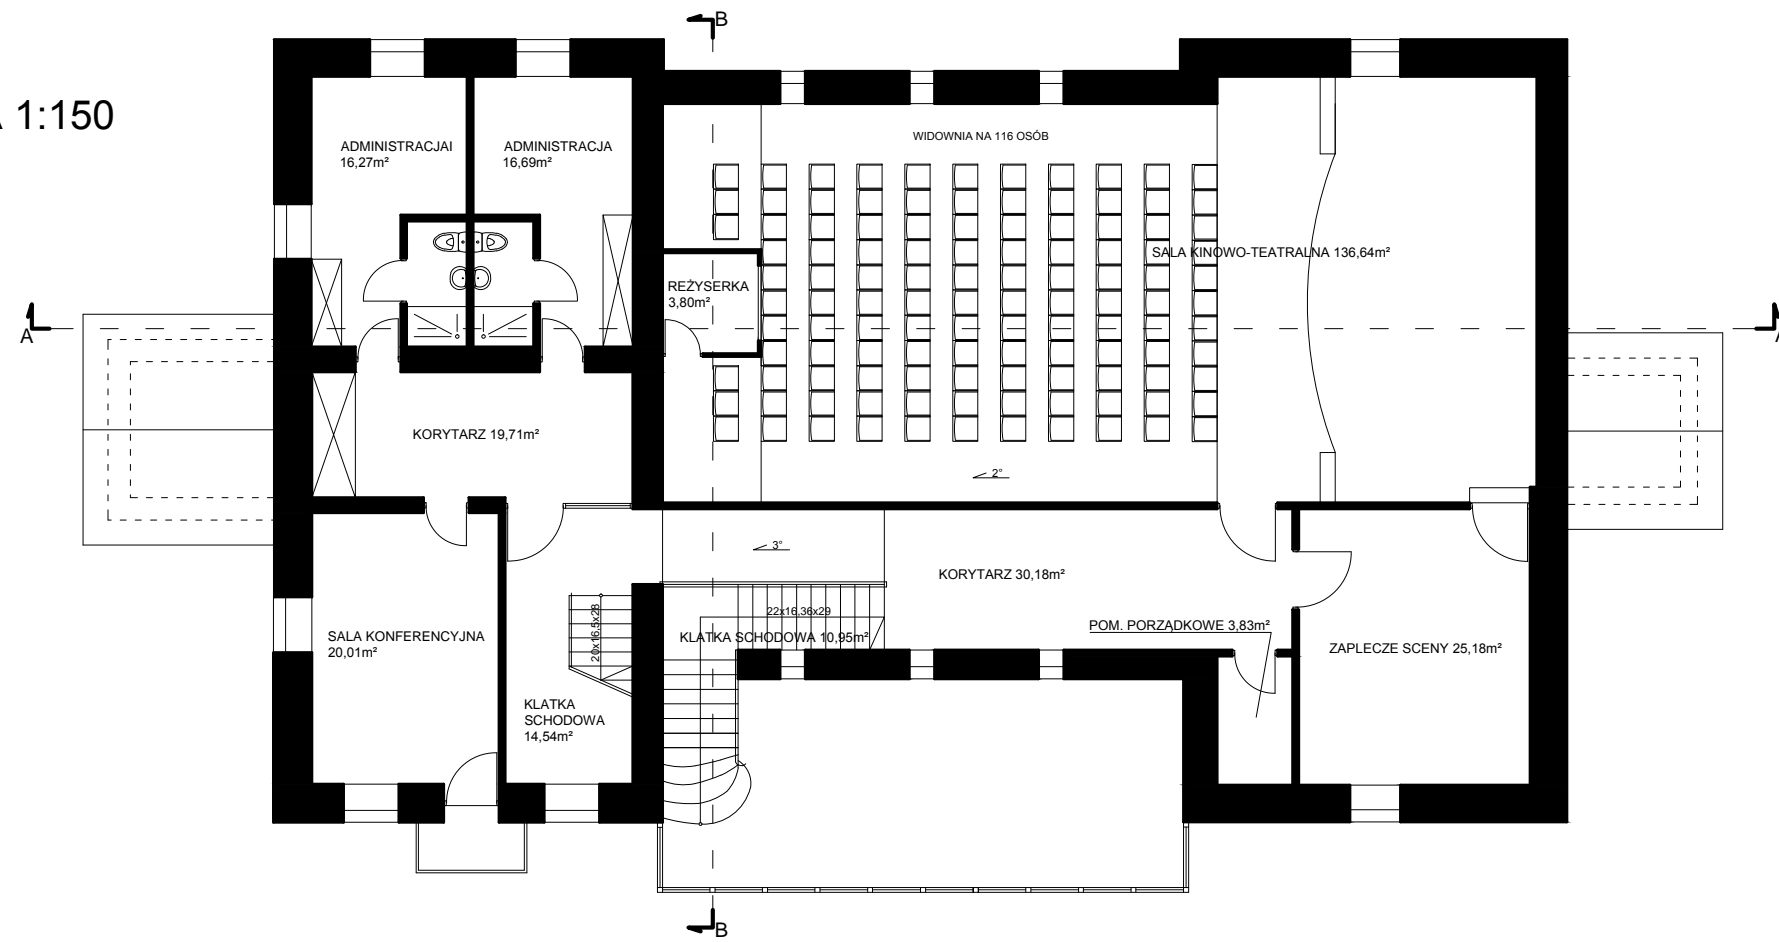 B
A 1:150
WIDOWNIA NA 116 OSÓB
ADMINISTRACJAI
16,27m²
ADMINISTRACJA
16,69m²
SALA KINOWO-TEATRALNA 136,64m²
REŻYSERKA
3,80m²
A
A
KORYTARZ 19,71m²
2°
3°
KORYTARZ 30,18m²
22x16,36x29
20x16,5x28
POM. PORZĄDKOWE 3,83m²
SALA KONFERENCYJNA
20,01m²
KLATKA SCHODOWA 10,95m²
ZAPLECZE SCENY 25,18m²
KLATKA
SCHODOWA
14,54m²
B